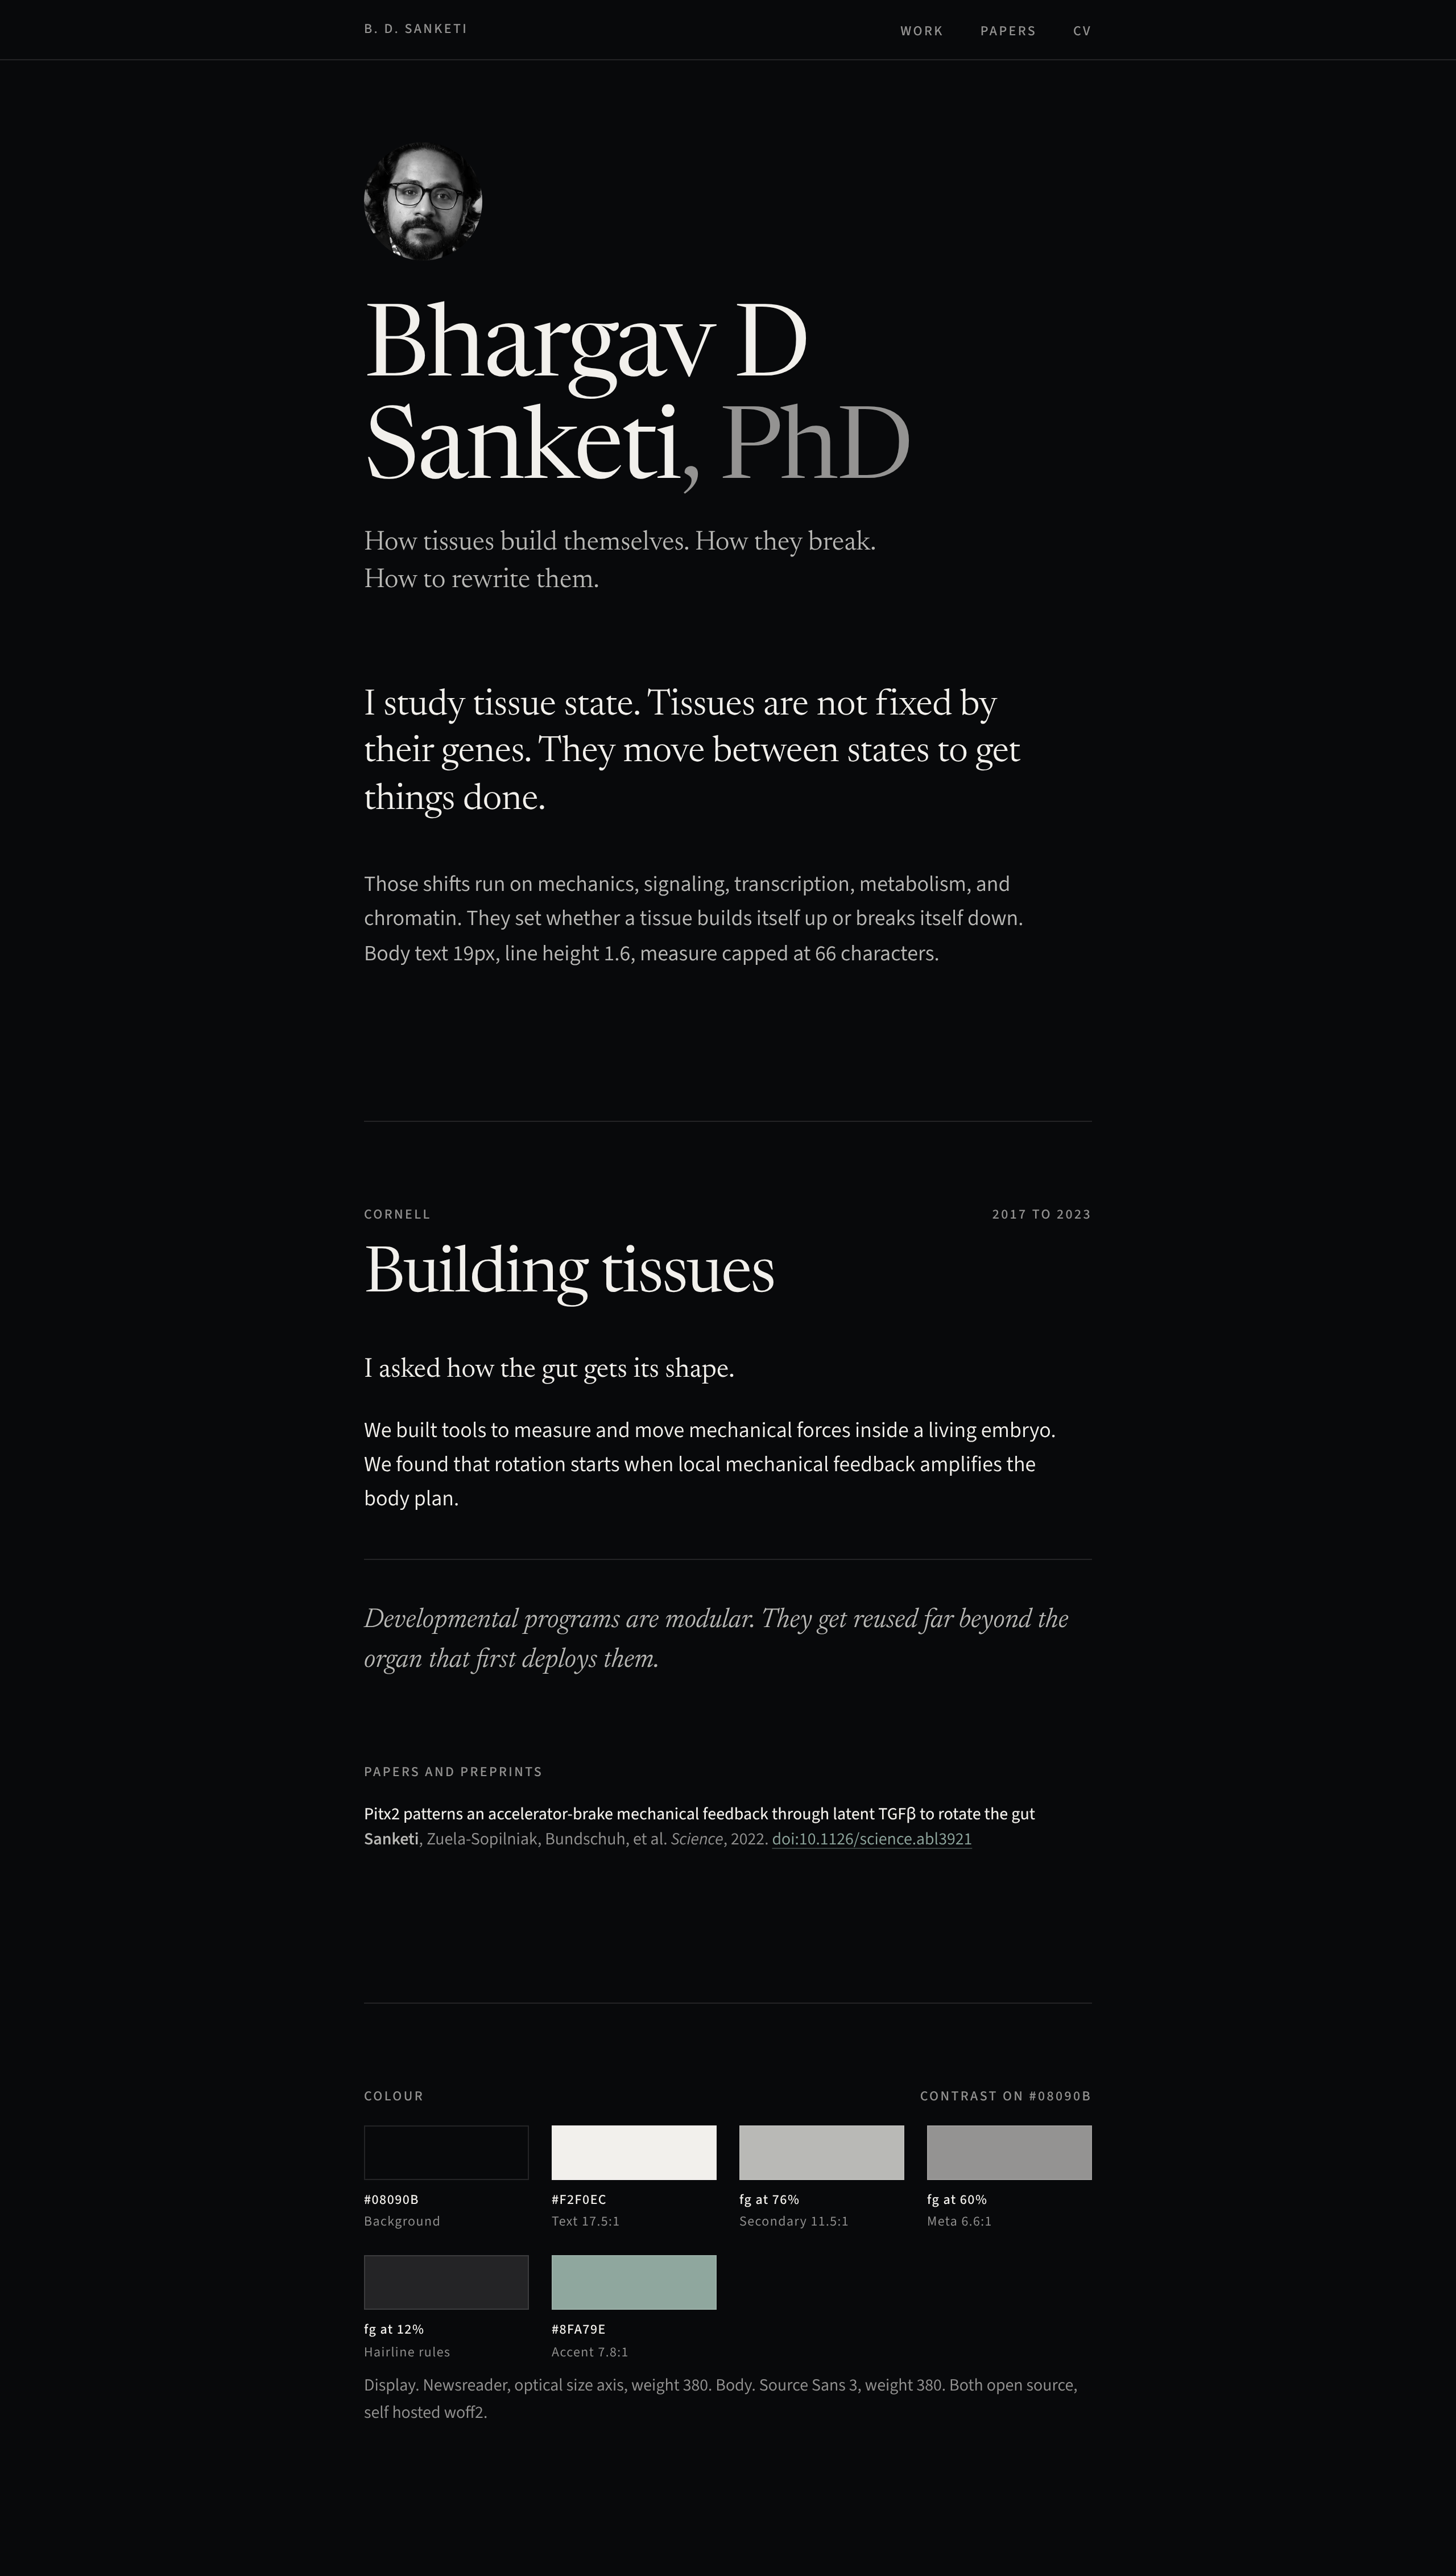 B. D. SANKETI
WORK PAPERS CV
Bhargav D
Sanketi, PhD
How tissues build themselves. How they break.
How to rewrite them.
I study tissue state. Tissues are not fixed by
their genes. They move between states to get
things done.
Those shifts run on mechanics, signaling, transcription, metabolism, and
chromatin. They set whether a tissue builds itself up or breaks itself down.
Body text 19px, line height 1.6, measure capped at 66 characters.
CORNELL
2017 TO 2023
Building tissues
I asked how the gut gets its shape.
We built tools to measure and move mechanical forces inside a living embryo.
We found that rotation starts when local mechanical feedback amplifies the
body plan.
Developmental programs are modular. They get reused far beyond the
organ that first deploys them.
PAPERS AND PREPRINTS
Pitx2 patterns an accelerator-brake mechanical feedback through latent TGFβ to rotate the gut
Sanketi, Zuela-Sopilniak, Bundschuh, et al. Science, 2022. doi:10.1126/science.abl3921
COLOUR
CONTRAST ON #08090B
#08090B
Background
#F2F0EC
Text 17.5:1
fg at 76%
Secondary 11.5:1
fg at 60%
Meta 6.6:1
fg at 12%
Hairline rules
#8FA79E
Accent 7.8:1
Display. Newsreader, optical size axis, weight 380. Body. Source Sans 3, weight 380. Both open source,
self hosted woff2.